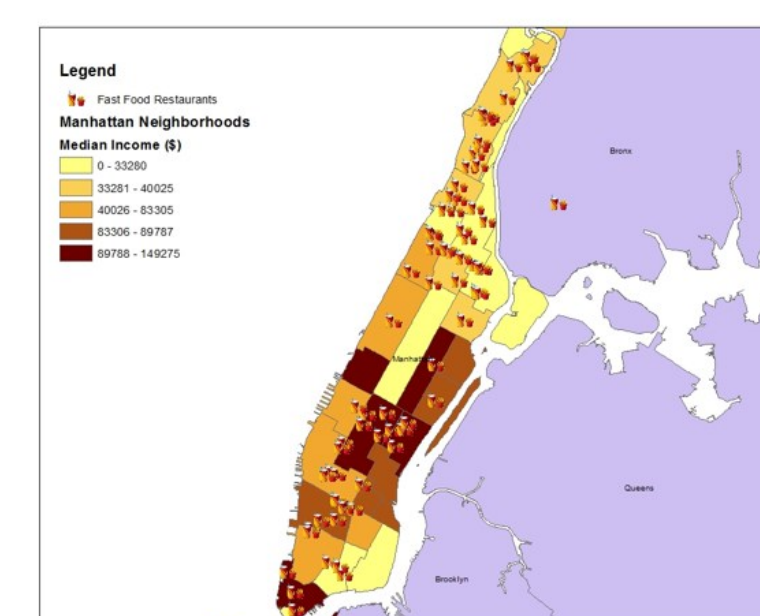 Legend
Fast Food Restaurants
Manhattan Neighborhoods
Median Income ($)
0 - 33280
33281 - 40025
40026 - 83305
83306 - 89787
89788 - 149275
Bronx
Queens
Brooklyn